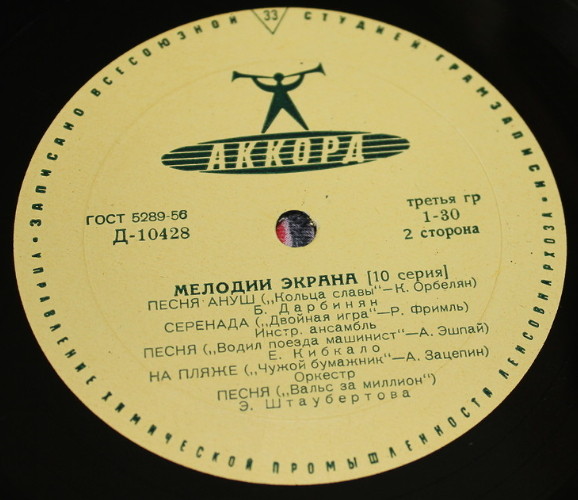 ЗАПИСАНО ВСЕСОЮЗНОЙ СТУДИЕЙ ГРАМЗАПИСИ
33
АККОРД
ГОСТ 5289-56
Д-10428
третья гр
1-30
2 сторона
МЕЛОДИИ ЭКРАНА [10 серия]
ПЕСНЯ АНУШ („Кольца славы“—К. Орбелян)
Б. Дарбинян
СЕРЕНАДА („Двойная игра“—Р. Фримль)
Инстр. ансамбль
ПЕСНЯ („Водил поезда машинист“—А. Эшпай)
Е. Кибкало
НА ПЛЯЖЕ („Чужой бумажник“—А. Зацепин)
Оркестр
ПЕСНЯ („Вальс за миллион“)
Э. Штаубертова
УПРАВЛЕНИЕ ХИМИЧЕСКОЙ ПРОМЫШЛЕННОСТИ ЛЕНСОВНАРХОЗА